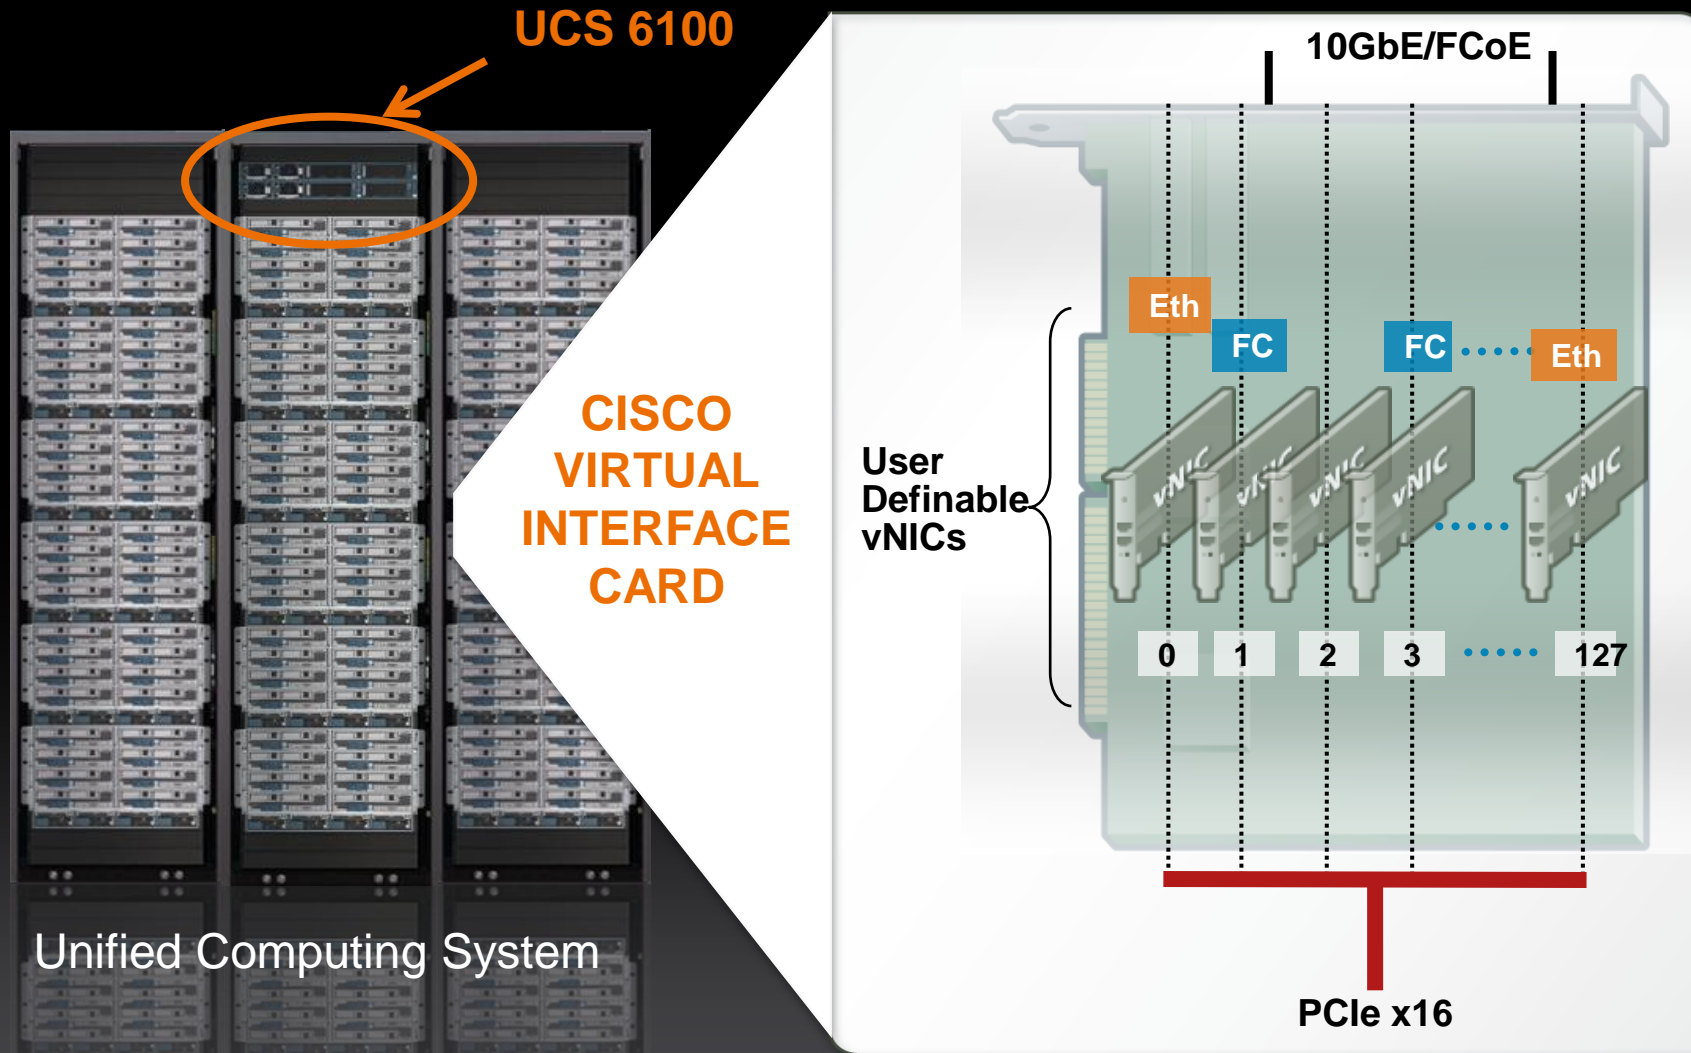 UCS 6100
CISCO
VIRTUAL
INTERFACE
CARD
Unified Computing System
10GbE/FCoE
Eth
FC
FC
Eth
User
Definable
vNICs
vNIC
vNIC
vNIC
vNIC
vNIC
0 1 2 3 127
PCIe x16